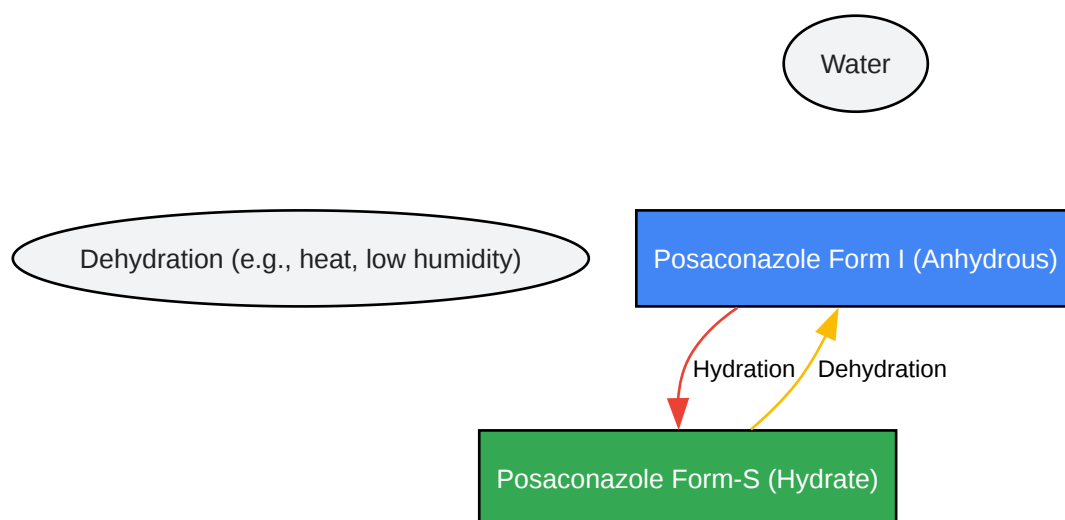 Water
Dehydration (e.g., heat, low humidity)
Posaconazole Form I (Anhydrous)
Hydration
Dehydration
Posaconazole Form-S (Hydrate)